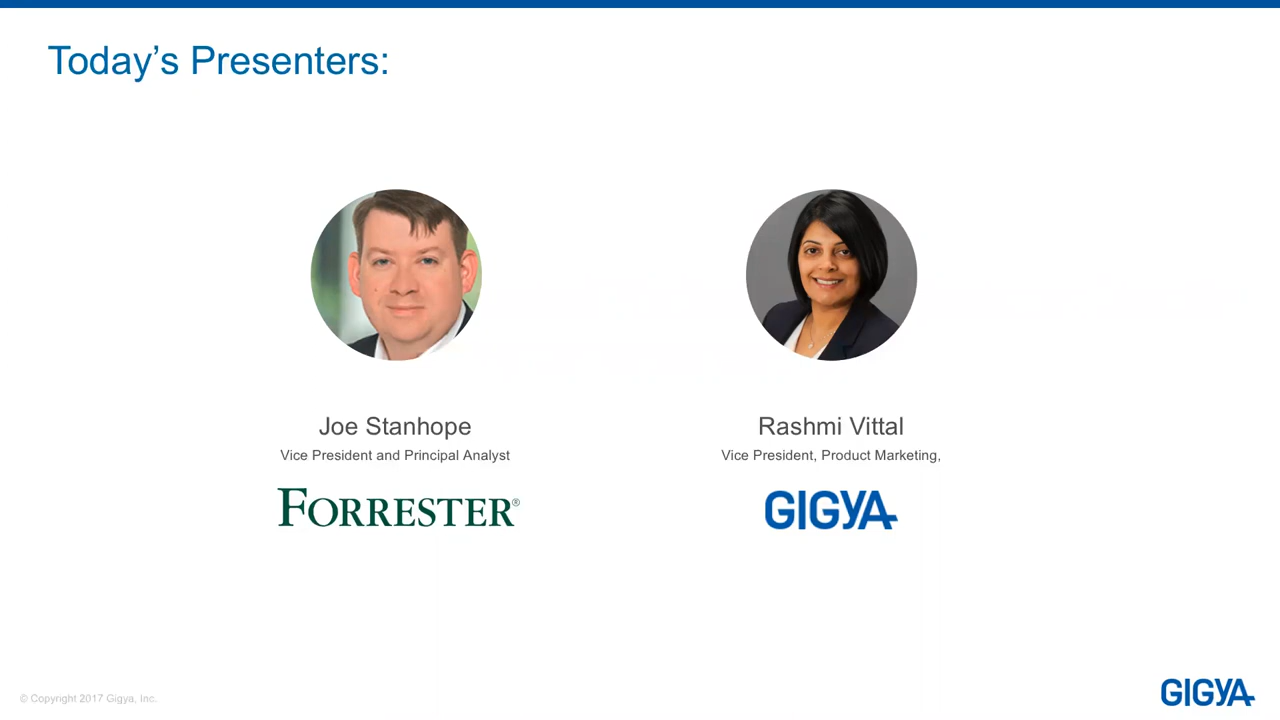 Today’s Presenters:
Joe Stanhope
Vice President and Principal Analyst
FORRESTER®
Rashmi Vittal
Vice President, Product Marketing,
GIGYA
© Copyright 2017 Gigya, Inc.
GIGYA